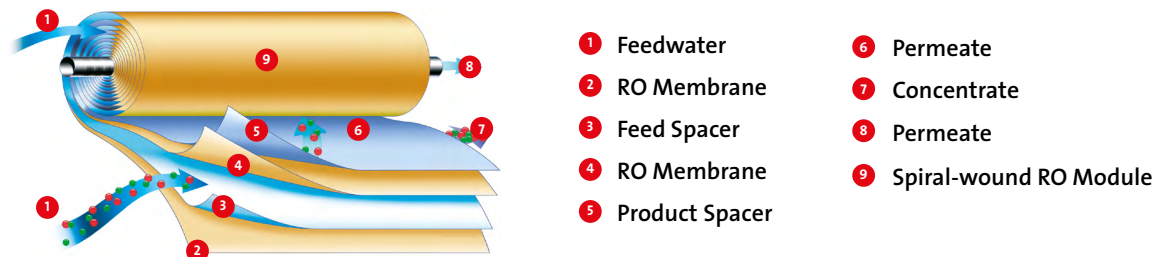 1
9
8
5
6
7
4
1
3
2
1 Feedwater
2 RO Membrane
3 Feed Spacer
4 RO Membrane
5 Product Spacer
6 Permeate
7 Concentrate
8 Permeate
9 Spiral-wound RO Module